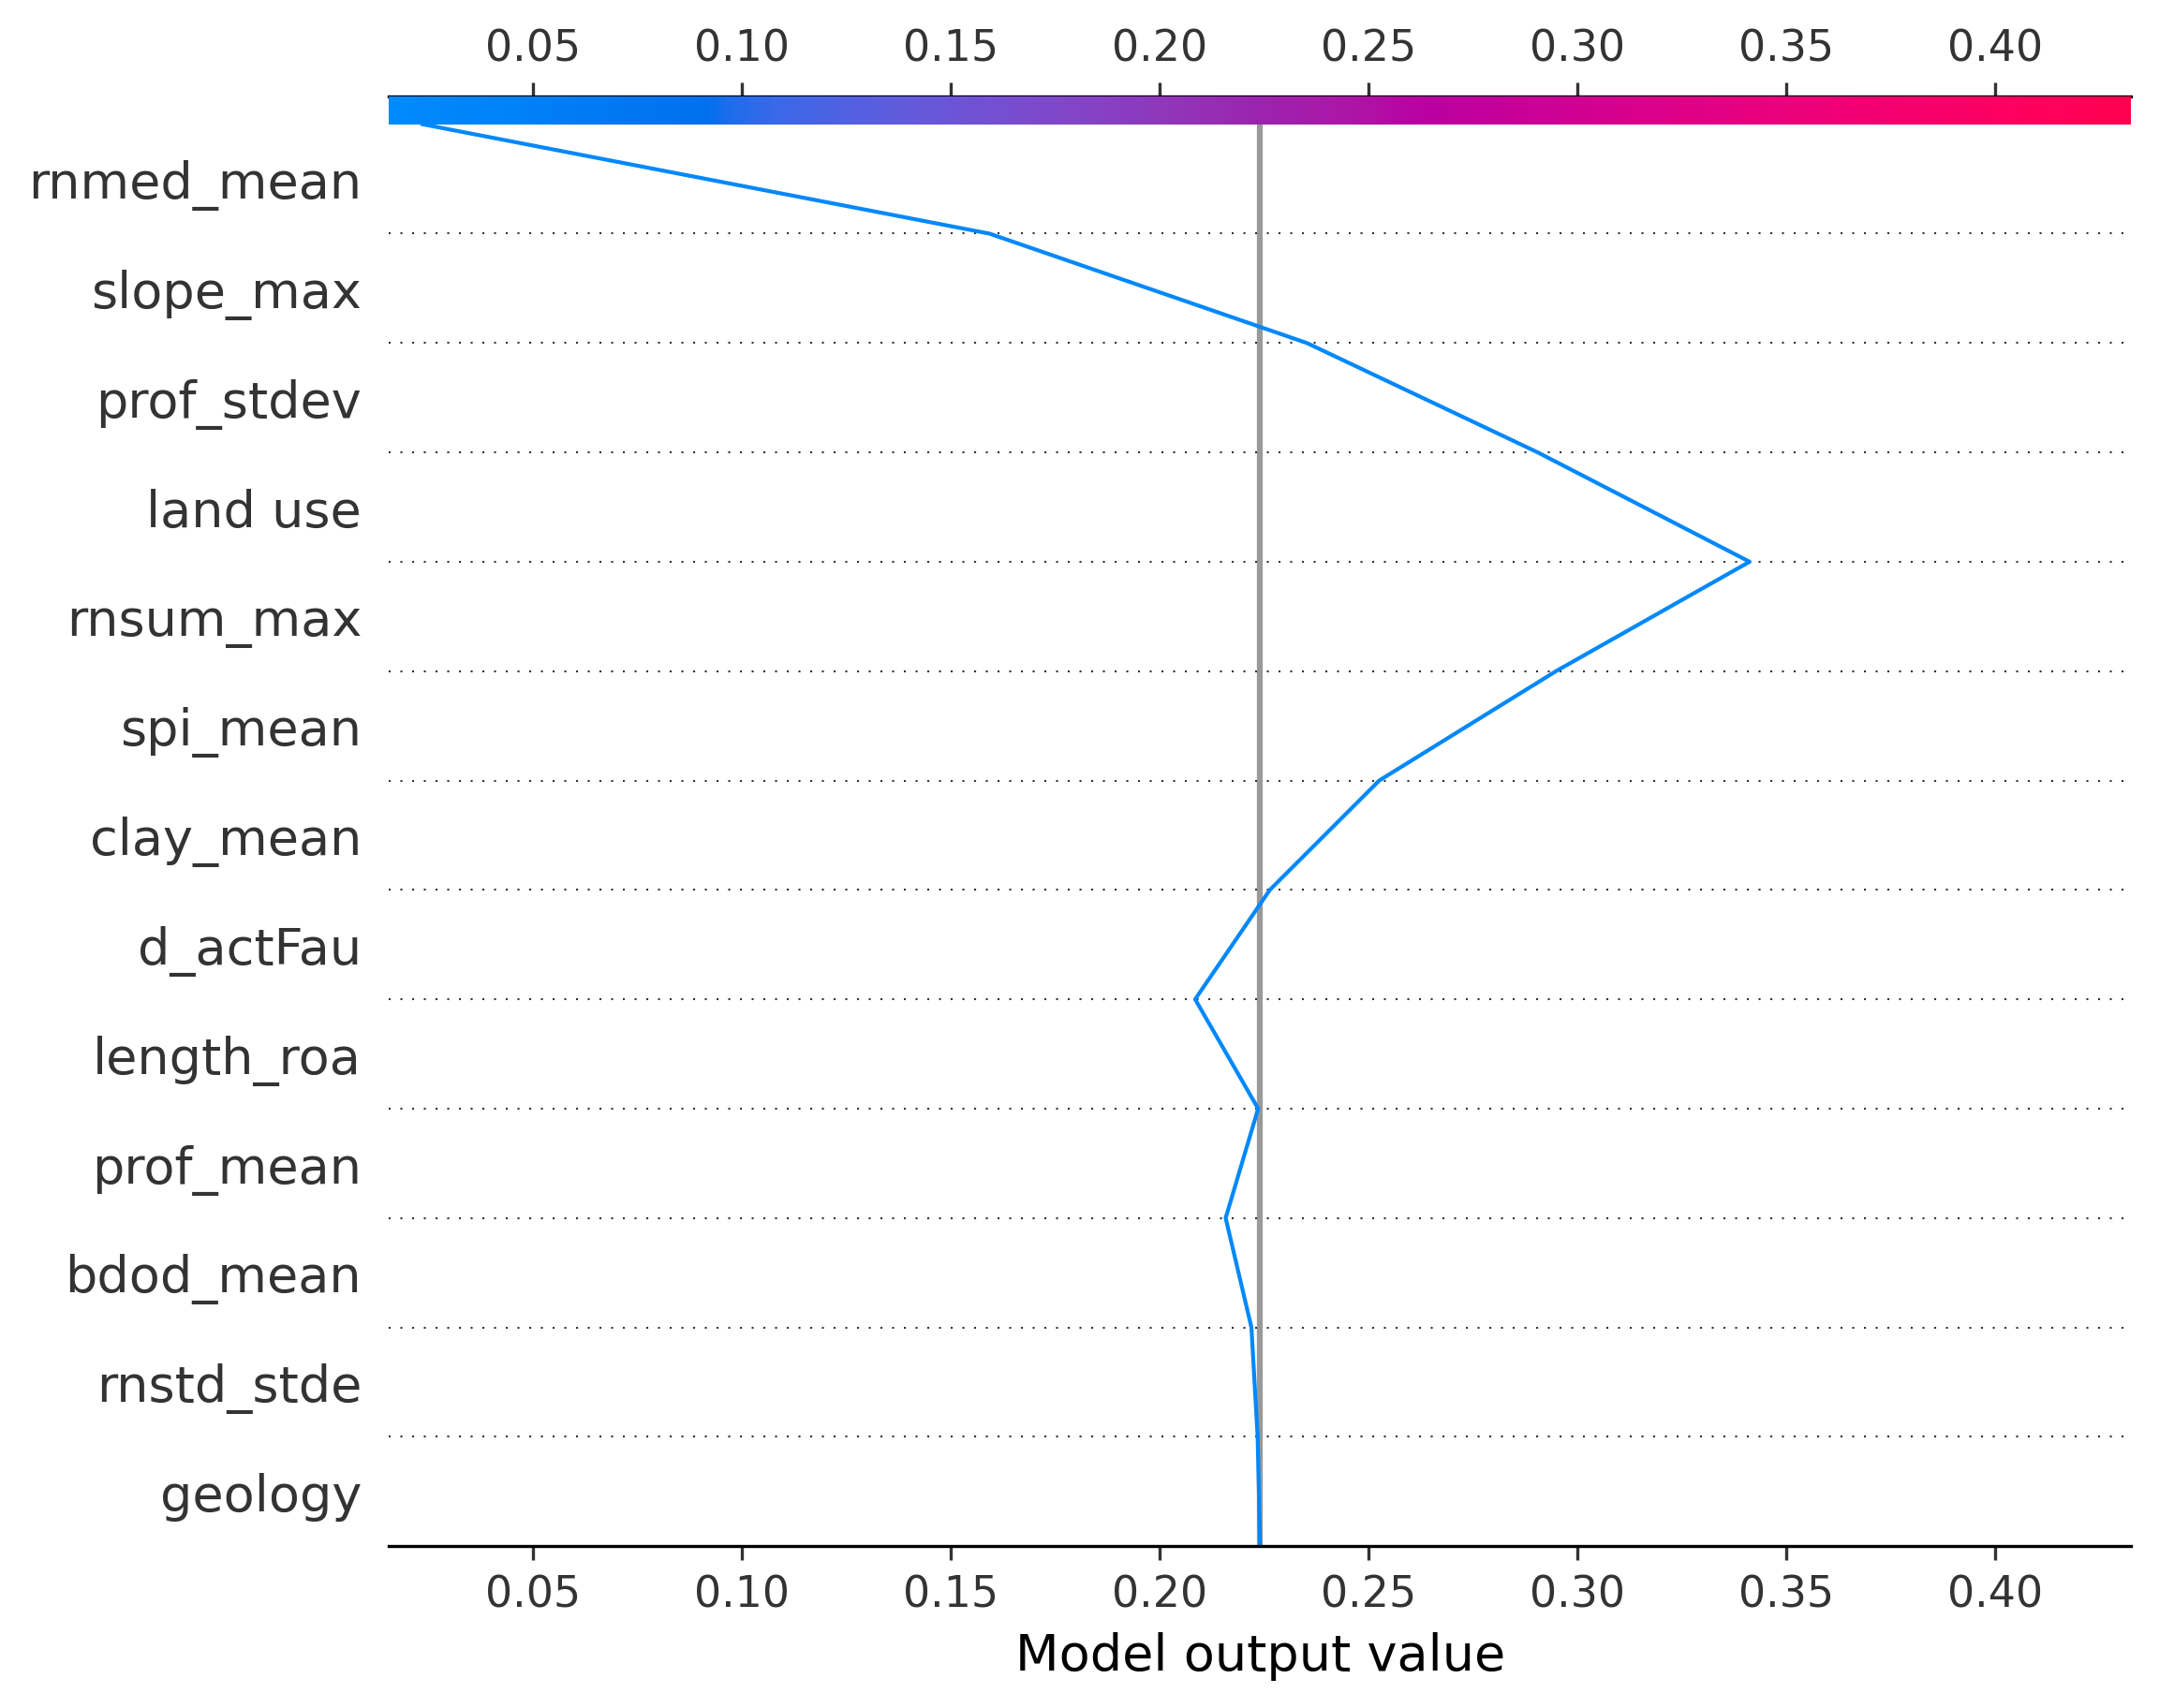 0.05 0.10 0.15 0.20 0.25 0.30 0.35 0.40
rnmed_mean
slope_max
prof_stdev
land use
rnsum_max
spi_mean
clay_mean
d_actFau
length_roa
prof_mean
bdod_mean
rnstd_stde
geology
0.05 0.10 0.15 0.20 0.25 0.30 0.35 0.40
Model output value